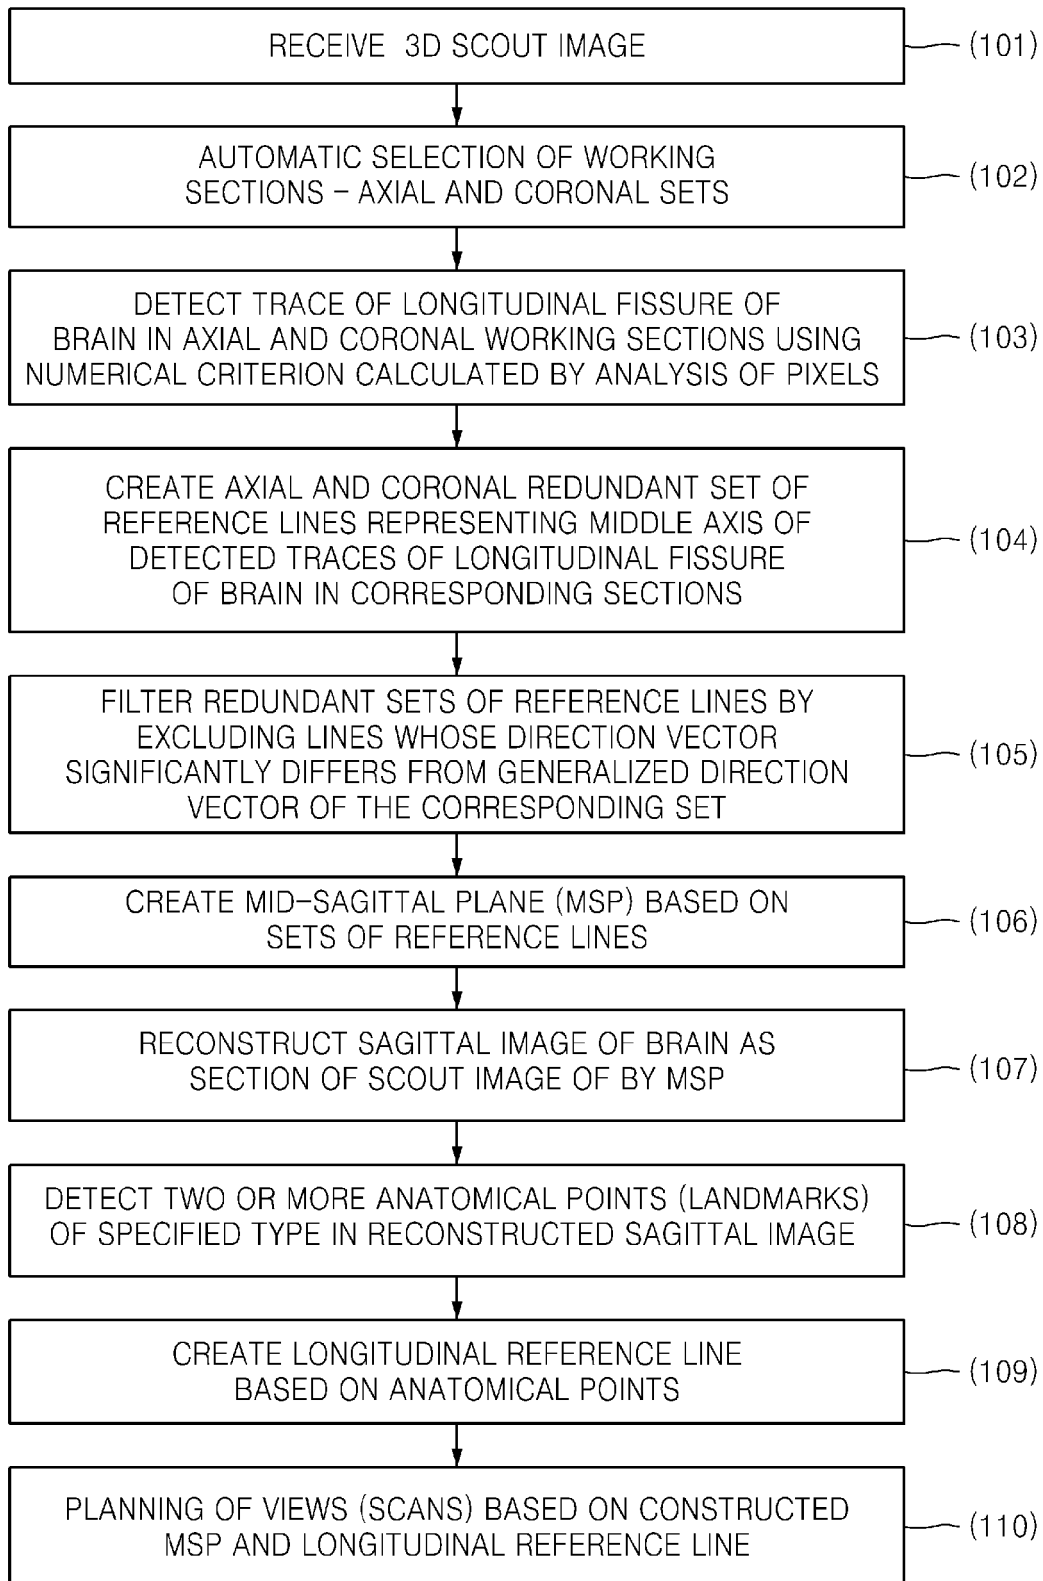 RECEIVE 3D SCOUT IMAGE
(101)
AUTOMATIC SELECTION OF WORKING
SECTIONS – AXIAL AND CORONAL SETS
(102)
DETECT TRACE OF LONGITUDINAL FISSURE OF
BRAIN IN AXIAL AND CORONAL WORKING SECTIONS USING
NUMERICAL CRITERION CALCULATED BY ANALYSIS OF PIXELS
(103)
CREATE AXIAL AND CORONAL REDUNDANT SET OF
REFERENCE LINES REPRESENTING MIDDLE AXIS OF
DETECTED TRACES OF LONGITUDINAL FISSURE
OF BRAIN IN CORRESPONDING SECTIONS
(104)
FILTER REDUNDANT SETS OF REFERENCE LINES BY
EXCLUDING LINES WHOSE DIRECTION VECTOR
SIGNIFICANTLY DIFFERS FROM GENERALIZED DIRECTION
VECTOR OF THE CORRESPONDING SET
(105)
CREATE MID-SAGITTAL PLANE (MSP) BASED ON
SETS OF REFERENCE LINES
(106)
RECONSTRUCT SAGITTAL IMAGE OF BRAIN AS
SECTION OF SCOUT IMAGE OF BY MSP
(107)
DETECT TWO OR MORE ANATOMICAL POINTS (LANDMARKS)
OF SPECIFIED TYPE IN RECONSTRUCTED SAGITTAL IMAGE
(108)
CREATE LONGITUDINAL REFERENCE LINE
BASED ON ANATOMICAL POINTS
(109)
PLANNING OF VIEWS (SCANS) BASED ON CONSTRUCTED
MSP AND LONGITUDINAL REFERENCE LINE
(110)